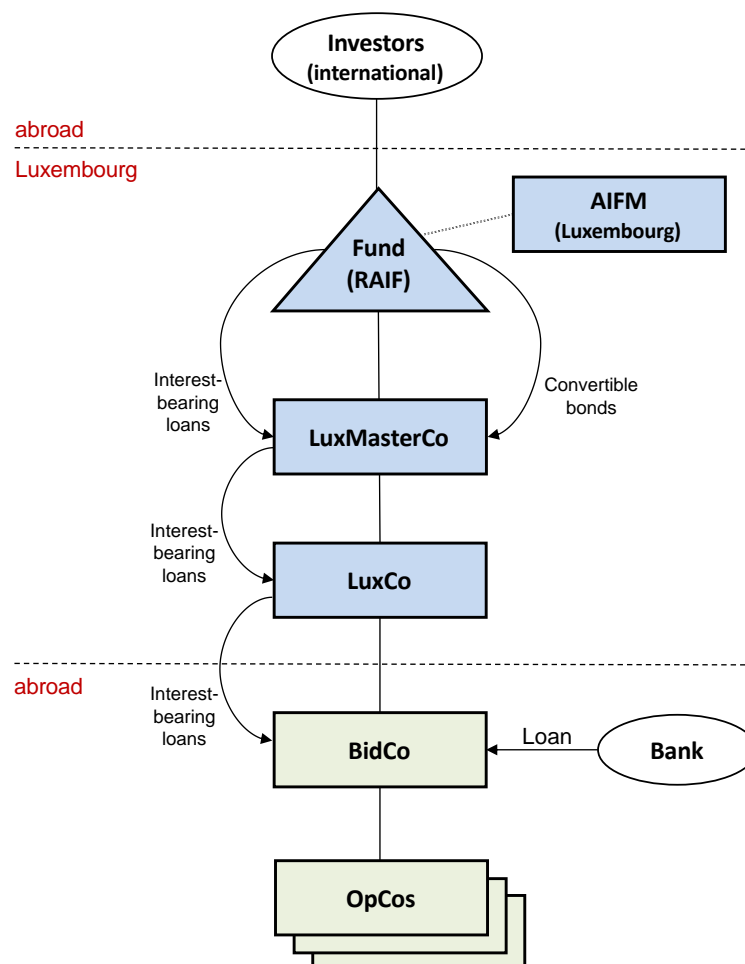 Investors
(international)
abroad
Luxembourg
AIFM
(Luxembourg)
Fund
(RAIF)
Interest-
bearing
loans
Convertible
bonds
LuxMasterCo
Interest-
bearing
loans
LuxCo
abroad
Interest-
bearing
loans
BidCo
Loan
Bank
OpCos